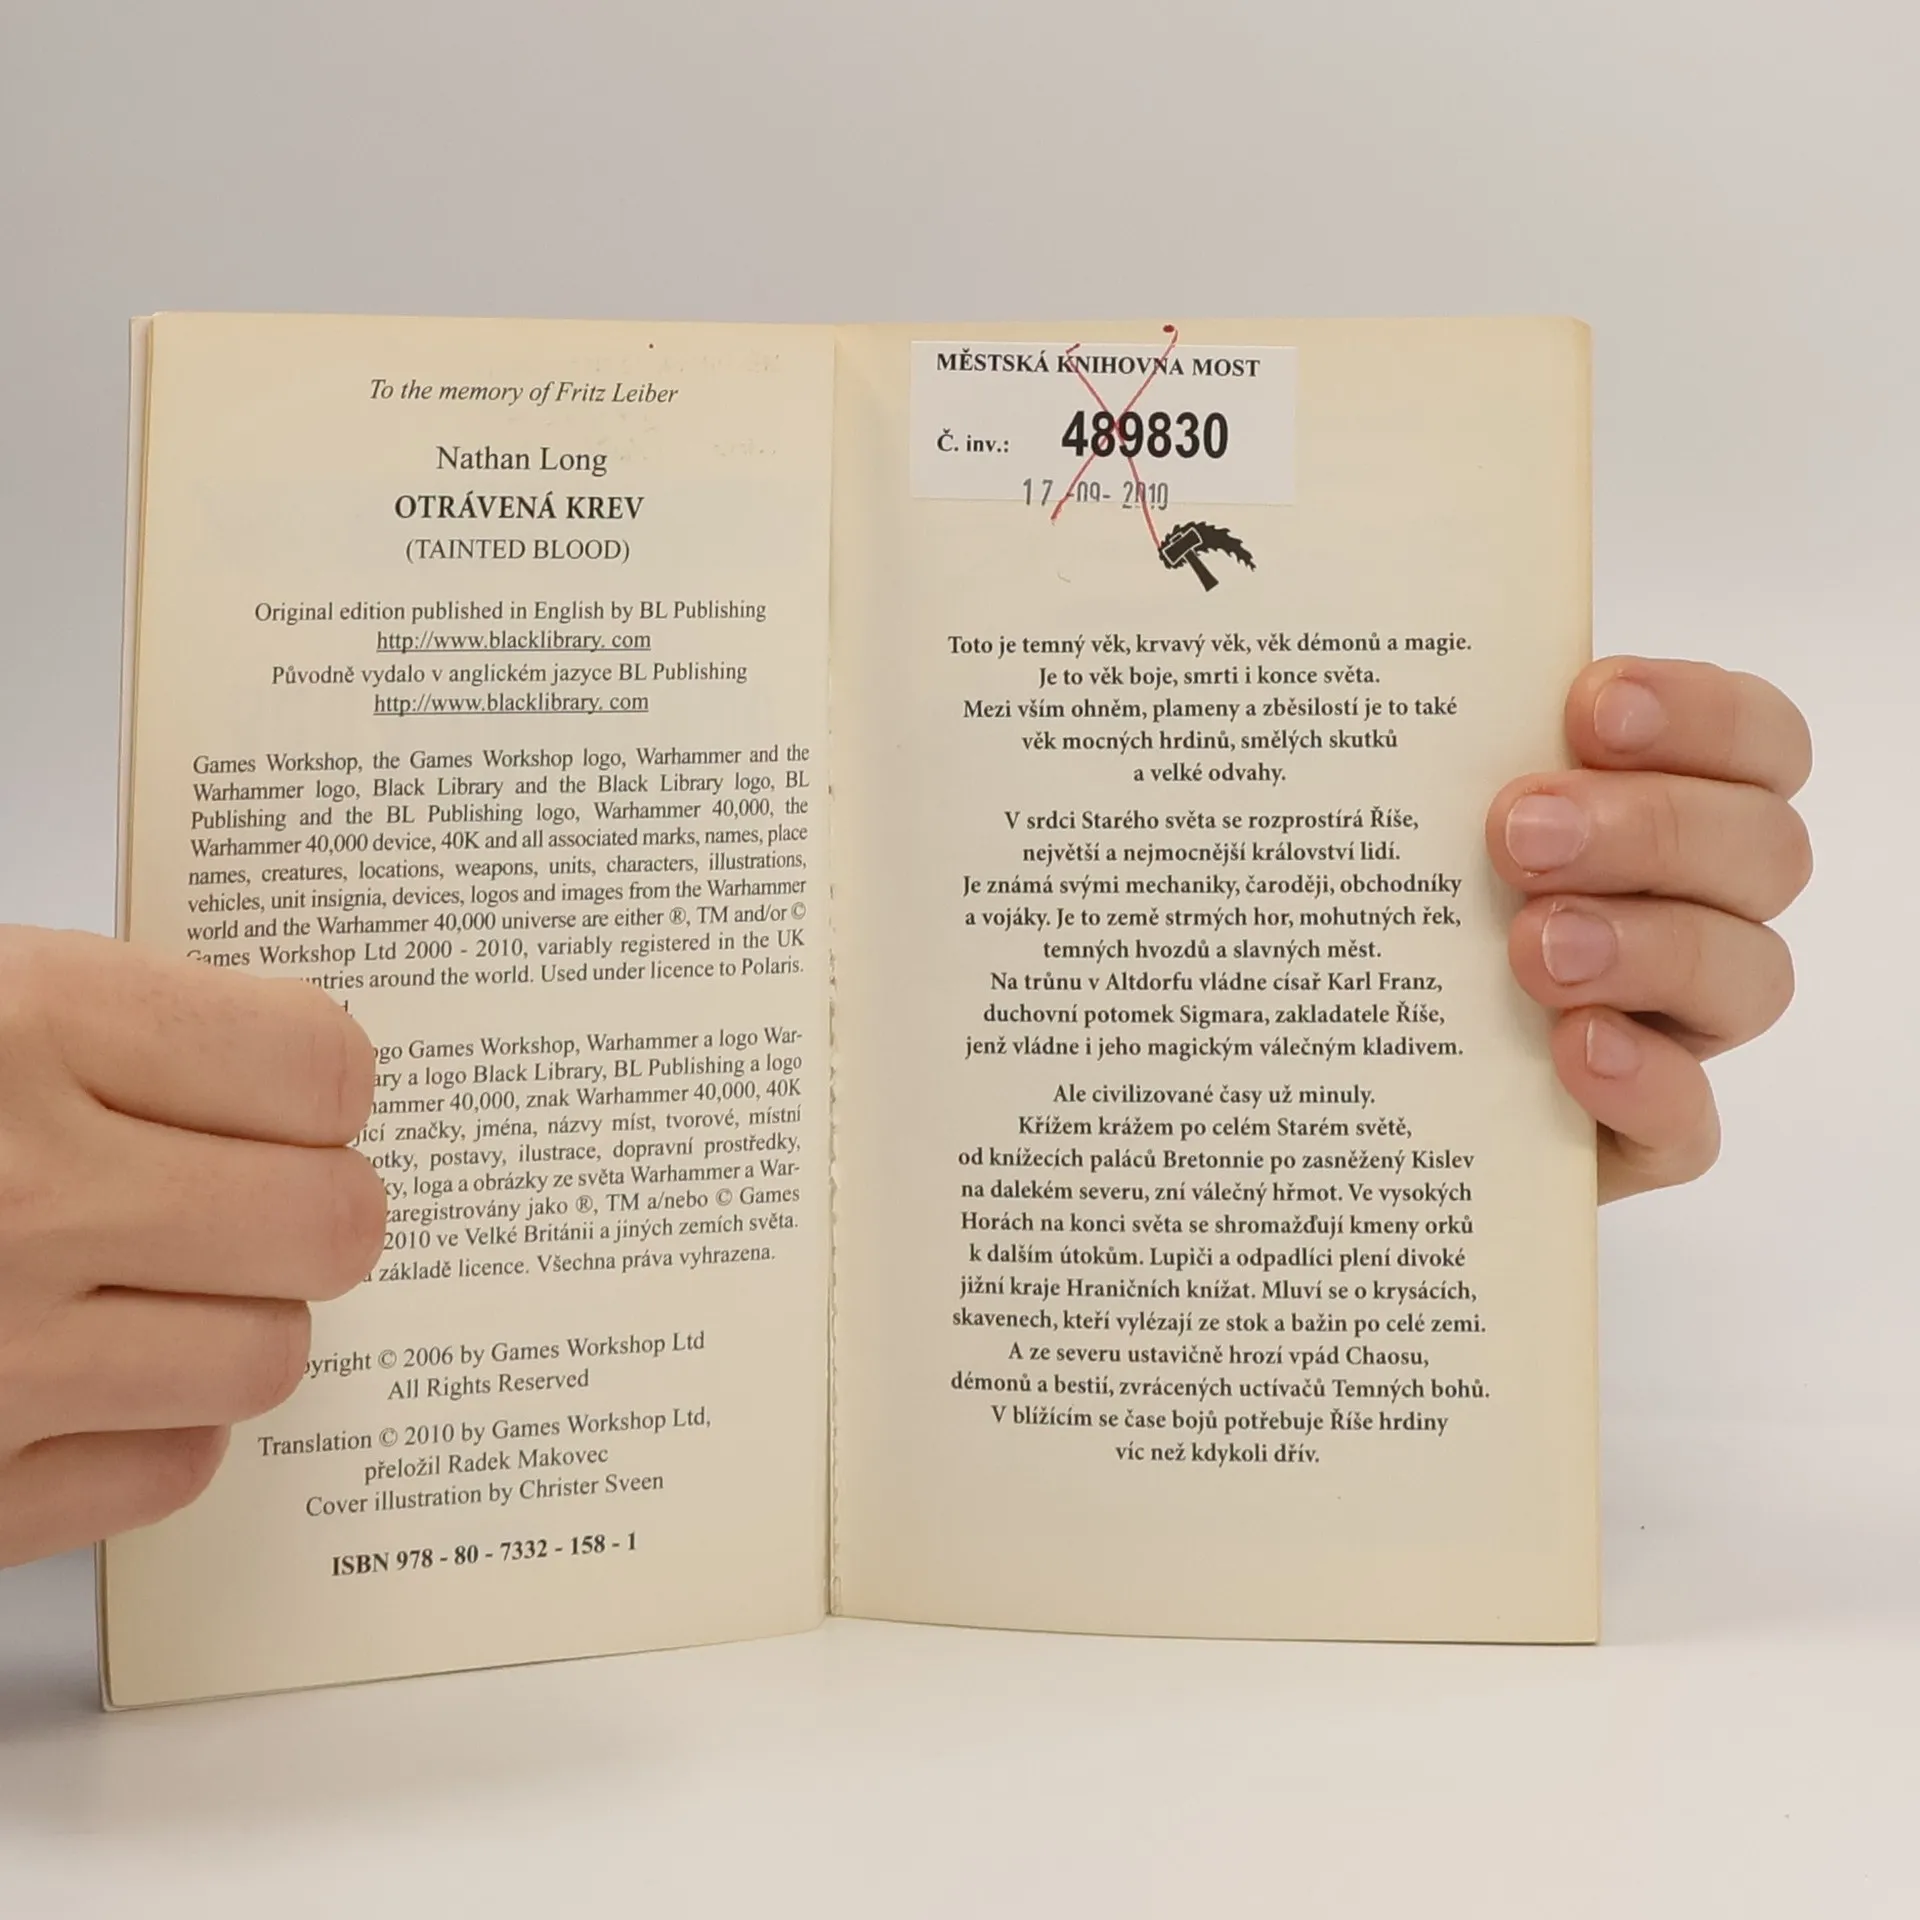 To the memory of Fritz Leiber
Nathan Long
OTRÁVENÁ KREV
(TAINTED BLOOD)
Original edition published in English by BL Publishing
http://www.blacklibrary. com
Původně vydalo v anglickém jazyce BL Publishing
http://www.blacklibrary. com
Games Workshop, the Games Workshop logo, Warhammer and the
Warhammer logo, Black Library and the Black Library logo, BL
Publishing and the BL Publishing logo, Warhammer 40,000, the
Warhammer 40,000 device, 40K and all associated marks, names, place
names, creatures, locations, weapons, units, characters, illustrations,
vehicles, unit insignia, devices, logos and images from the Warhammer
world and the Warhammer 40,000 universe are either ®, TM and/or ©
Games Workshop Ltd 2000 - 2010, variably registered in the UK
around the world. Used under licence to Polaris.
Games Workshop, Warhammer a logo War-
a logo Black Library, BL Publishing a logo
40,000, znak Warhammer 40,000, 40K
značky, jména, názvy míst, tvorové, místní
postavy, ilustrace, dopravní prostředky,
loga a obrázky ze světa Warhammer a War-
zaregistrovány jako ®, TM a/nebo © Games
2010 ve Velké Británii a jiných zemích světa.
základě licence. Všechna práva vyhrazena.
© 2006 by Games Workshop Ltd
All Rights Reserved
Translation © 2010 by Games Workshop Ltd,
přeložil Radek Makovec
Cover illustration by Christer Sveen
ISBN 978 - 80 - 7332 - 158 - 1
MĚSTSKÁ KNIHOVNA MOST
Č. inv.: 489830
17 -09- 2010
Toto je temný věk, krvavý věk, věk démonů a magie.
Je to věk boje, smrti i konce světa.
Mezi vším ohněm, plameny a zběsilostí je to také
věk mocných hrdinů, smělých skutků
a velké odvahy.
V srdci Starého světa se rozprostírá Říše,
největší a nejmocnější království lidí.
Je známá svými mechaniky, čaroději, obchodníky
a vojáky. Je to země strmých hor, mohutných řek,
temných hvozdů a slavných měst.
Na trůnu v Altdorfu vládne císař Karl Franz,
duchovní potomek Sigmara, zakladatele Říše,
jenž vládne i jeho magickým válečným kladivem.
Ale civilizované časy už minuly.
Křížem krážem po celém Starém světě,
od knížecích paláců Bretonnie po zasněžený Kislev
na dalekém severu, zní válečný hřmot. Ve vysokých
Horách na konci světa se shromažďují kmeny orků
k dalším útokům. Lupiči a odpadlíci plení divoké
jižní kraje Hraničních knížat. Mluví se o krysácích,
skavenech, kteří vylézají ze stok a bažin po celé zemi.
A ze severu ustavičně hrozí vpád Chaosu,
démonů a bestií, zvrácených uctívačů Temných bohů.
V blížícím se čase bojů potřebuje Říše hrdiny
víc než kdykoli dřív.